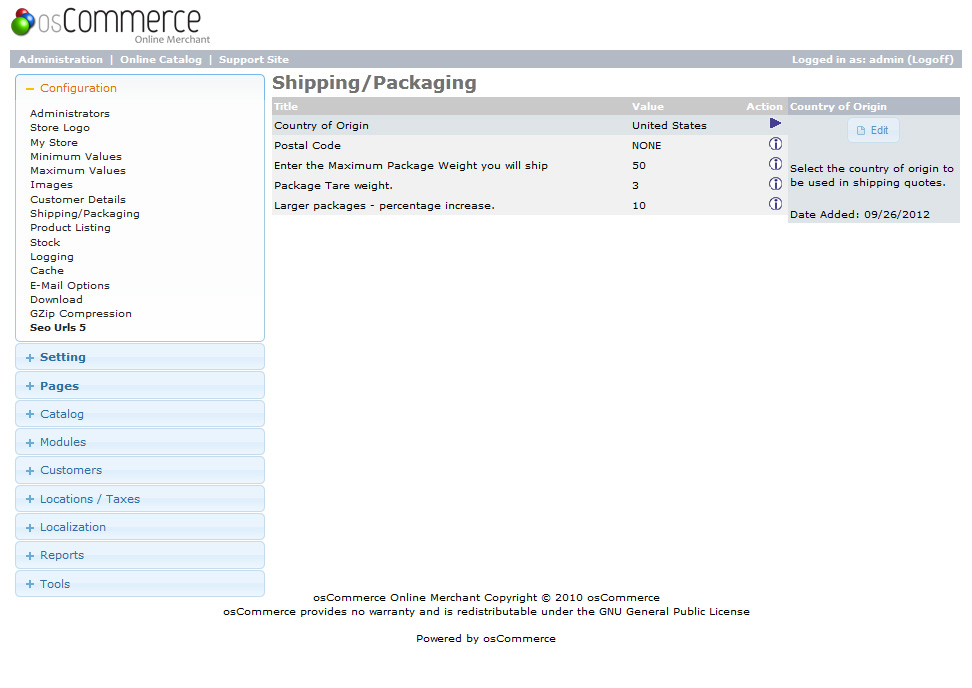 osCommerce
Online Merchant
Administration | Online Catalog | Support Site
Logged in as: admin (Logoff)
Configuration
Administrators
Store Logo
My Store
Minimum Values
Maximum Values
Images
Customer Details
Shipping/Packaging
Product Listing
Stock
Logging
Cache
E-Mail Options
Download
GZip Compression
Seo Urls 5
Setting
Pages
Catalog
Modules
Customers
Locations / Taxes
Localization
Reports
Tools
Shipping/Packaging
Title Value Action
Country of Origin United States
Postal Code NONE
Enter the Maximum Package Weight you will ship 50
Package Tare weight. 3
Larger packages - percentage increase. 10
Country of Origin
Edit
Select the country of origin to
be used in shipping quotes.
Date Added: 09/26/2012
osCommerce Online Merchant Copyright © 2010 osCommerce
osCommerce provides no warranty and is redistributable under the GNU General Public License
Powered by osCommerce